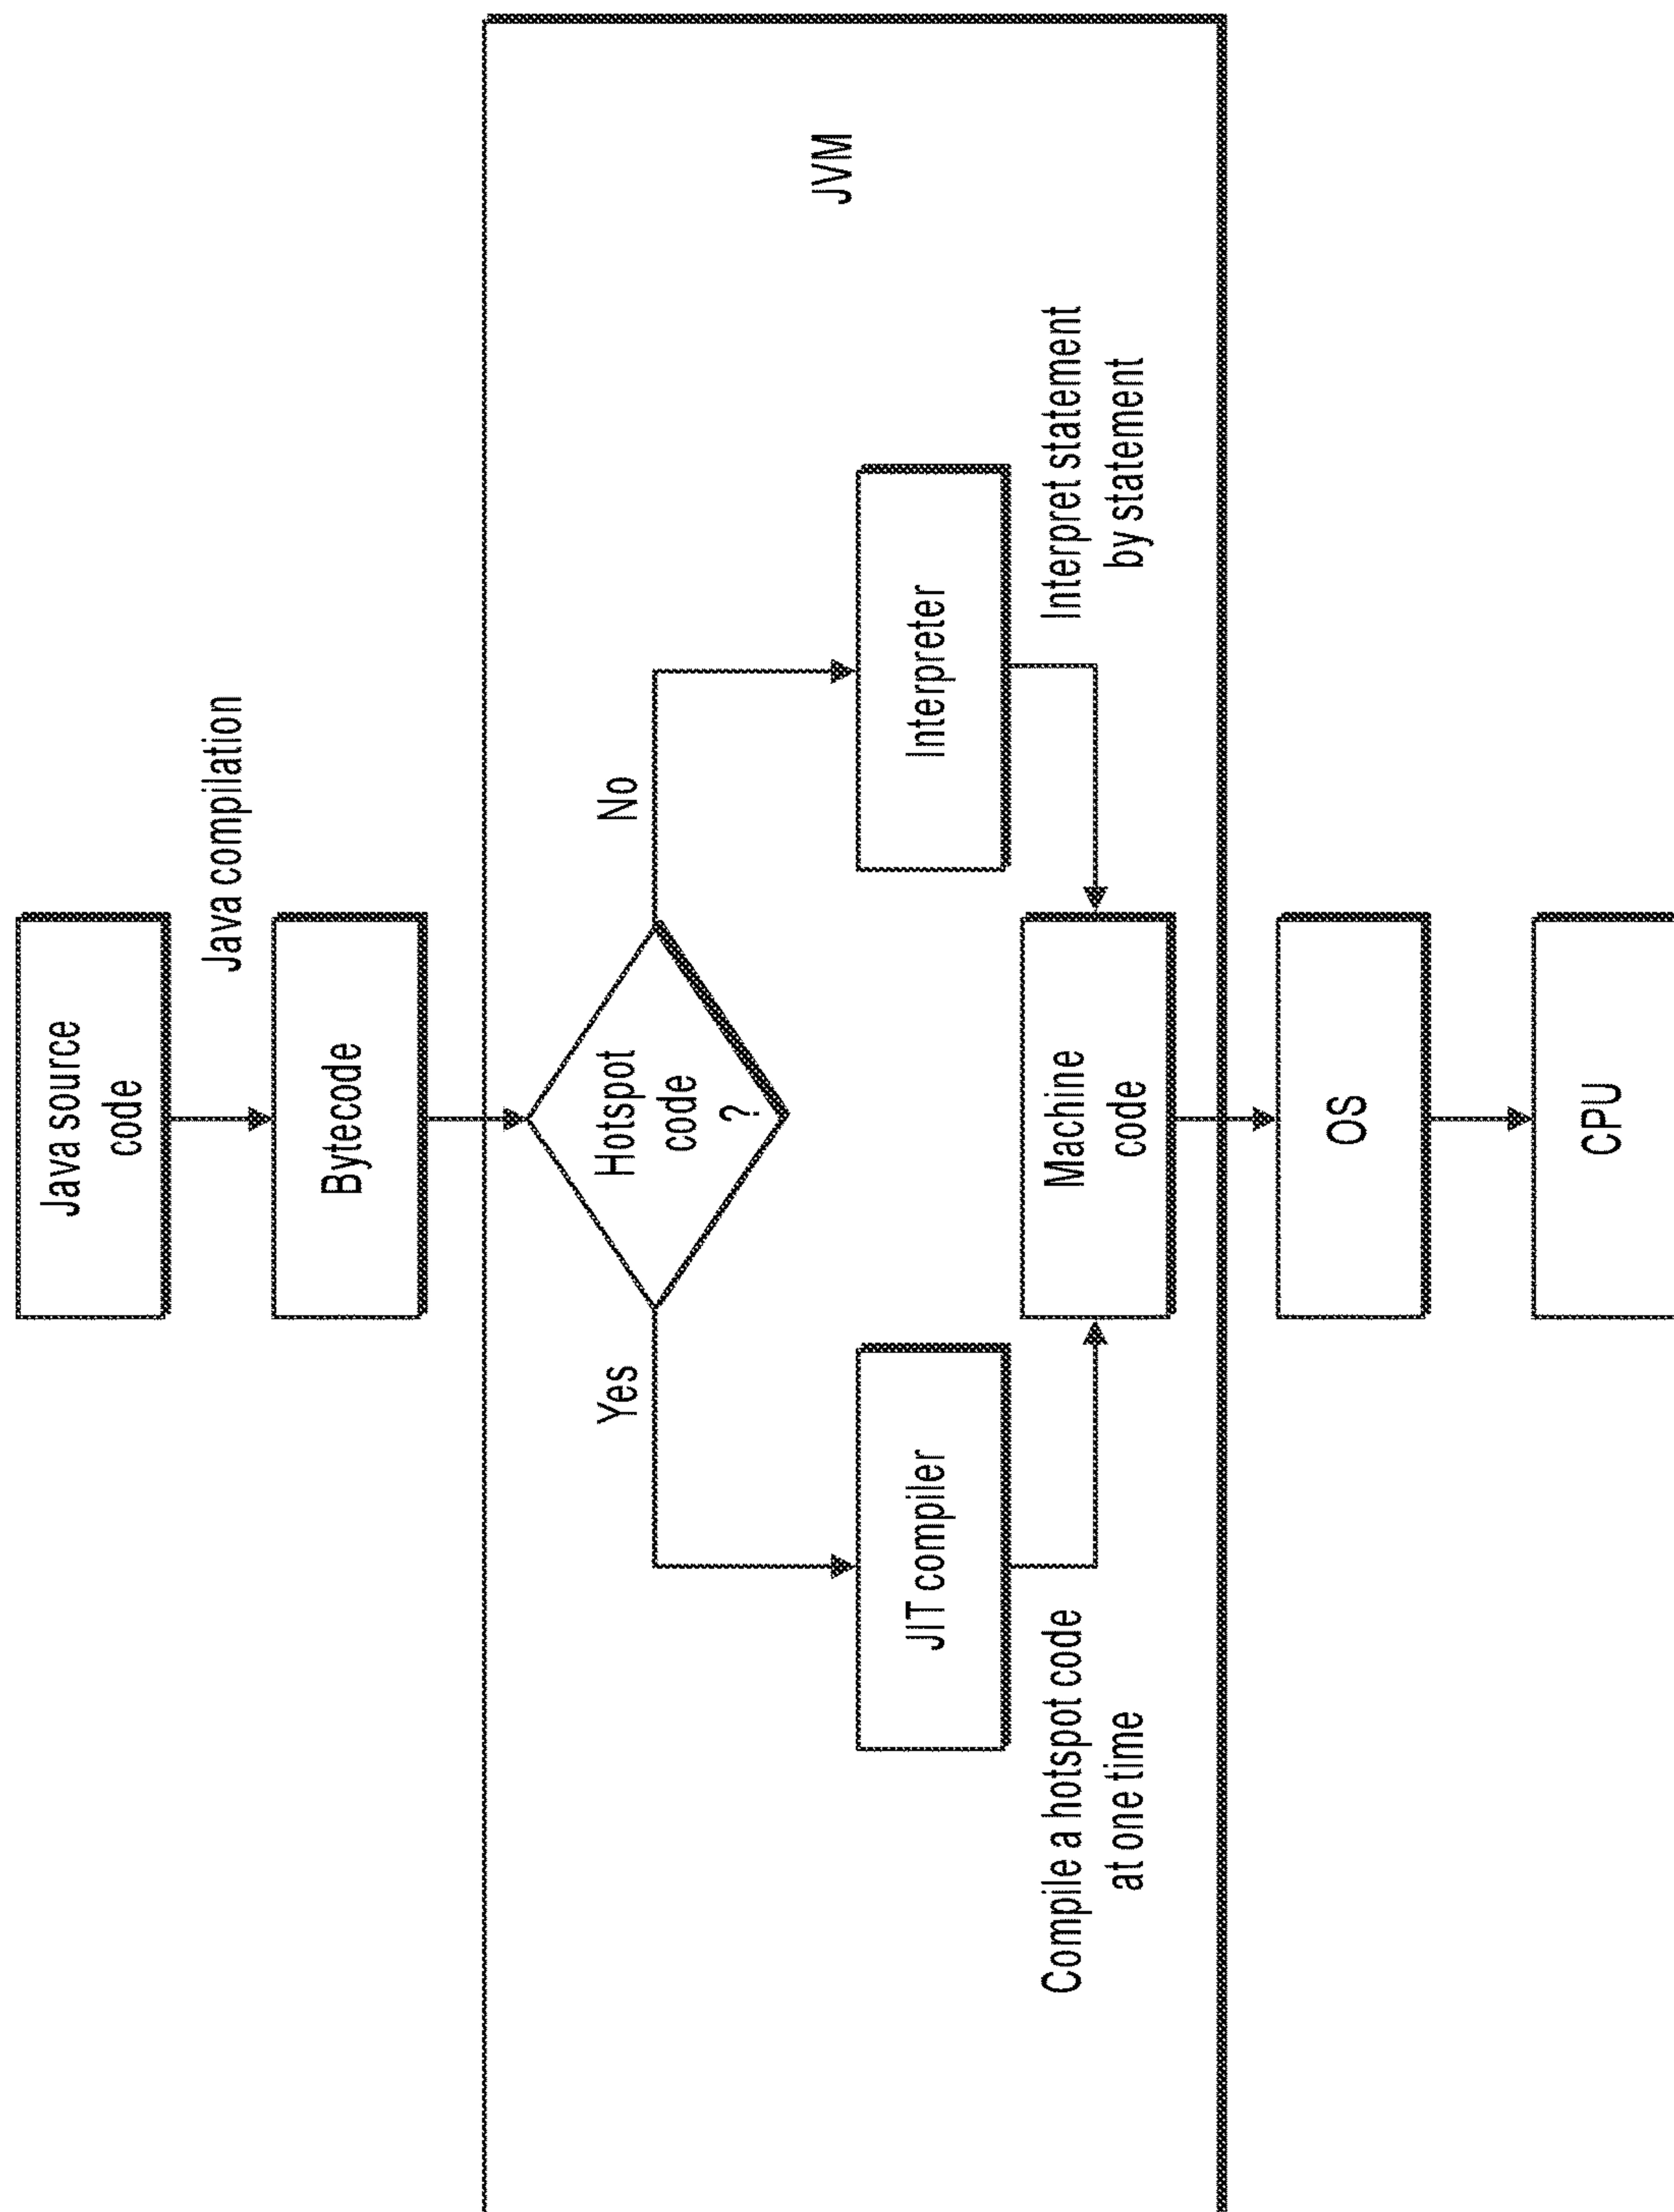 Java source
code
Java compilation
Bytecode
Hotspot
code
?
Yes
No
JIT compiler
Interpreter
JVM
Compile a hotspot code
at one time
Machine
code
Interpret statement
by statement
OS
CPU